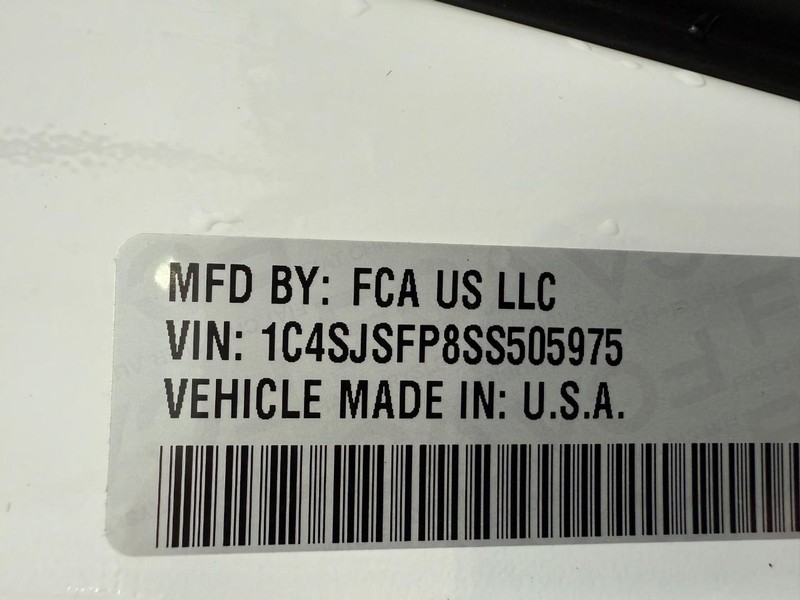 MFD BY: FCA US LLC
VIN: 1C4SJSFP8SS505975
VEHICLE MADE IN: U.S.A.